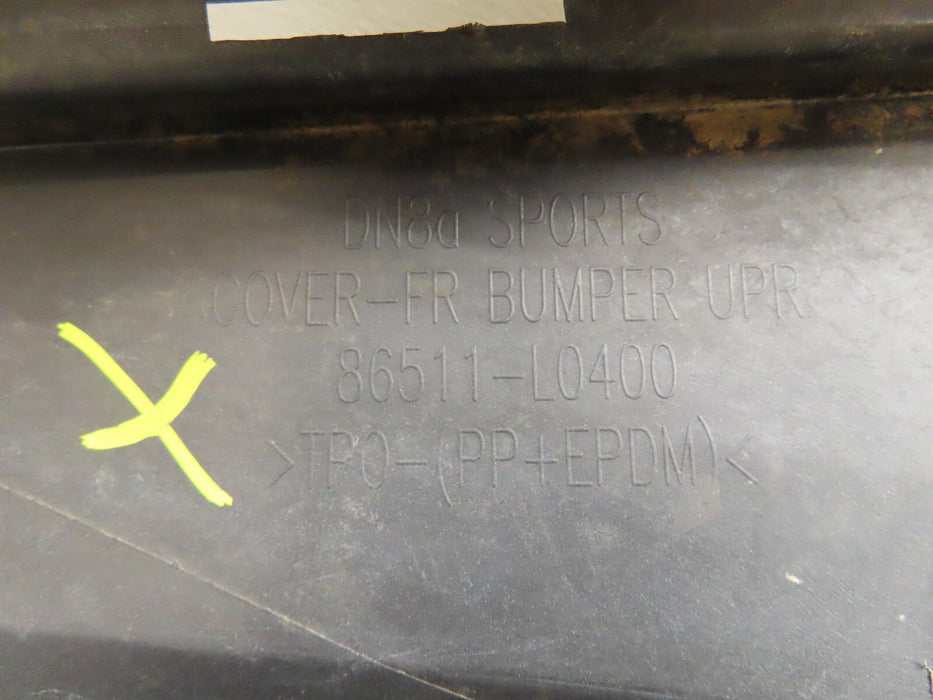 DN8a SPORTS
COVER-FR BUMPER UPR
86511-L0400
>TPO-(PP+EPDM)<